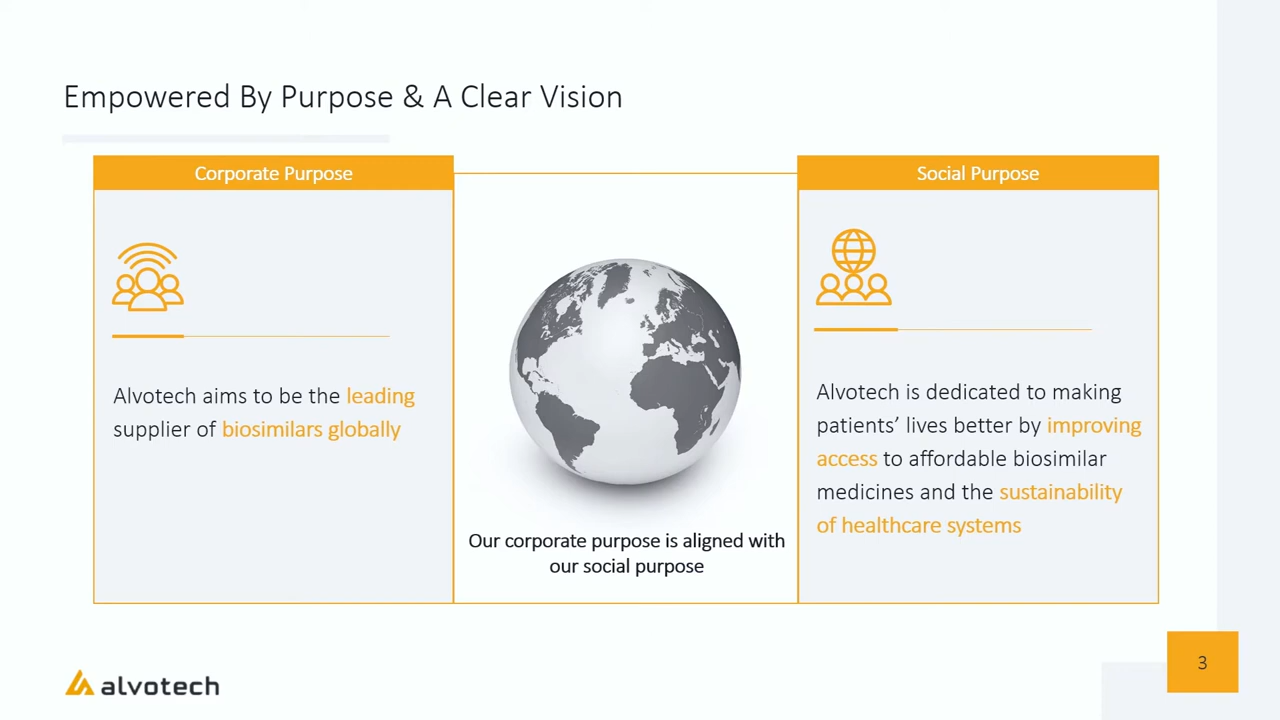 Empowered By Purpose & A Clear Vision
Corporate Purpose
Alvotech aims to be the leading
supplier of biosimilars globally
Our corporate purpose is aligned with
our social purpose
Social Purpose
Alvotech is dedicated to making
patients’ lives better by improving
access to affordable biosimilar
medicines and the sustainability
of healthcare systems
alvotech
3